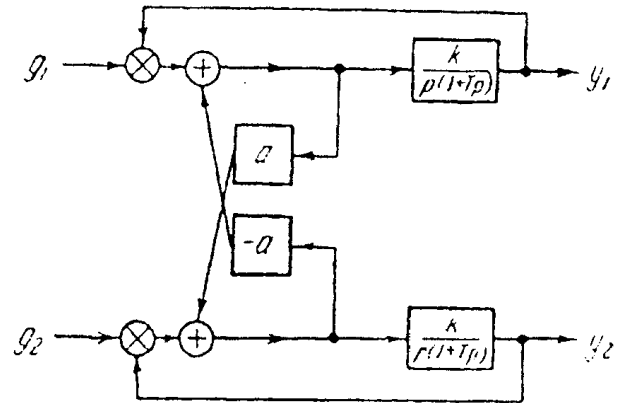 g₁
k
p(1+Tp)
y₁
a
-a
g₂
k
p(1+Tp)
y₂